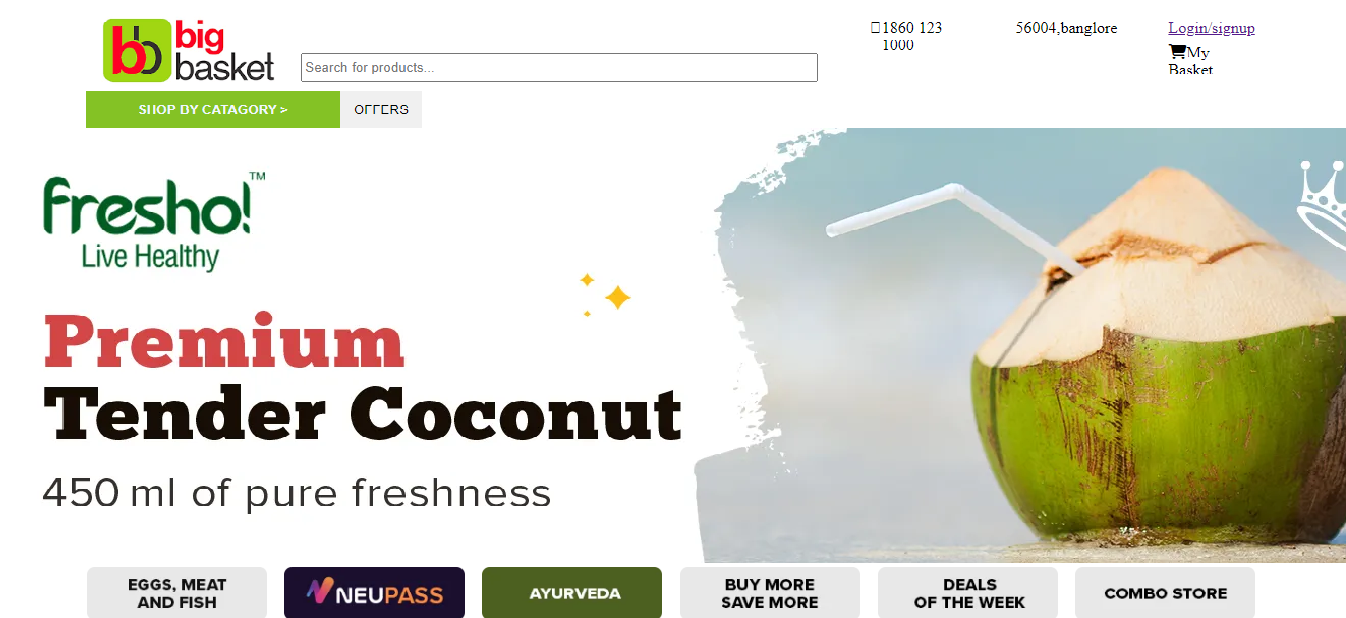 big
basket
Search for products...
1860 123
1000
56004,banglore
Login/signup
My
Basket
SHOP BY CATAGORY >
OFFERS
fresho!™
Live Healthy
Premium
Tender Coconut
450 ml of pure freshness
EGGS, MEAT
AND FISH
NEUPASS
AYURVEDA
BUY MORE
SAVE MORE
DEALS
OF THE WEEK
COMBO STORE